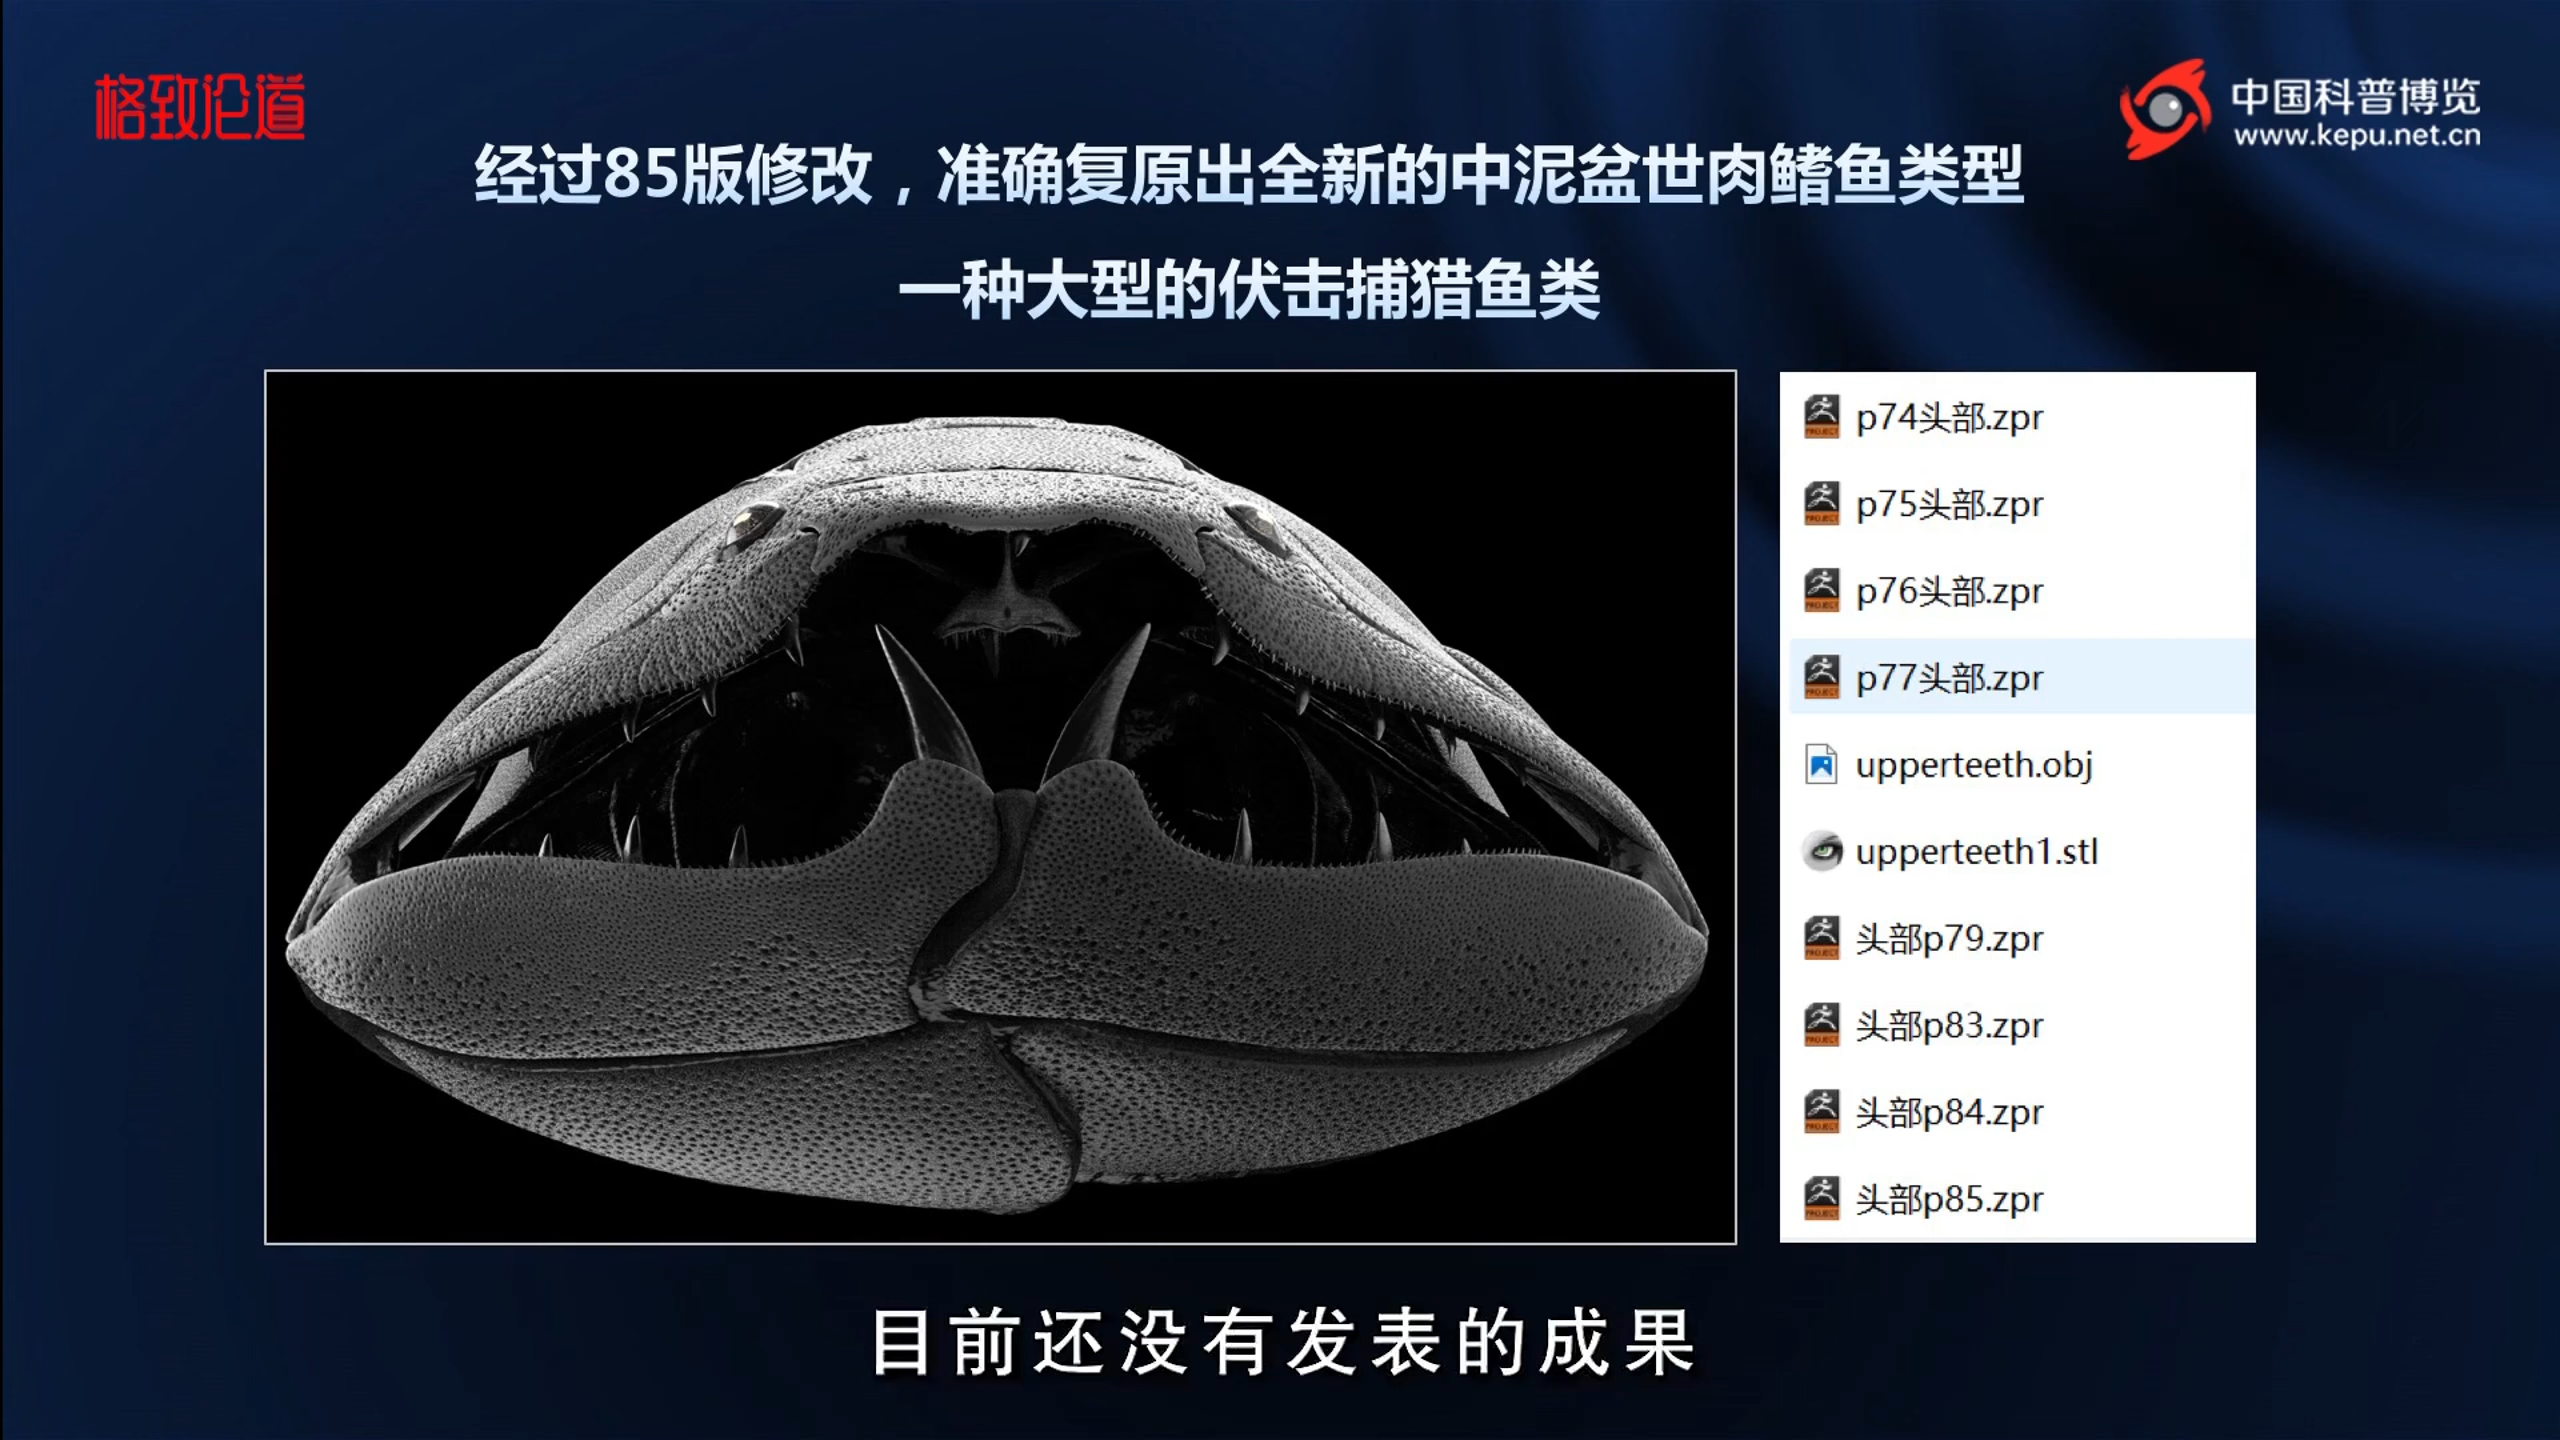 格致论道
中国科普博览
www.kepu.net.cn
经过85版修改，准确复原出全新的中泥盆世肉鳍鱼类型
一种大型的伏击捕猎鱼类
p74头部.zpr
p75头部.zpr
p76头部.zpr
p77头部.zpr
upperteeth.obj
upperteeth1.stl
头部p79.zpr
头部p83.zpr
头部p84.zpr
头部p85.zpr
目前还没有发表的成果